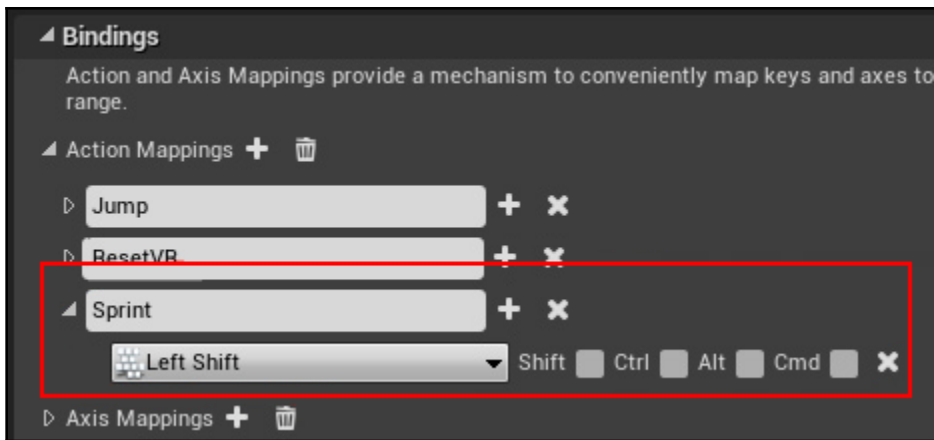 Bindings
Action and Axis Mappings provide a mechanism to conveniently map keys and axes to
range.
Action Mappings
Jump
ResetVR
Sprint
Left Shift Shift Ctrl Alt Cmd
Axis Mappings